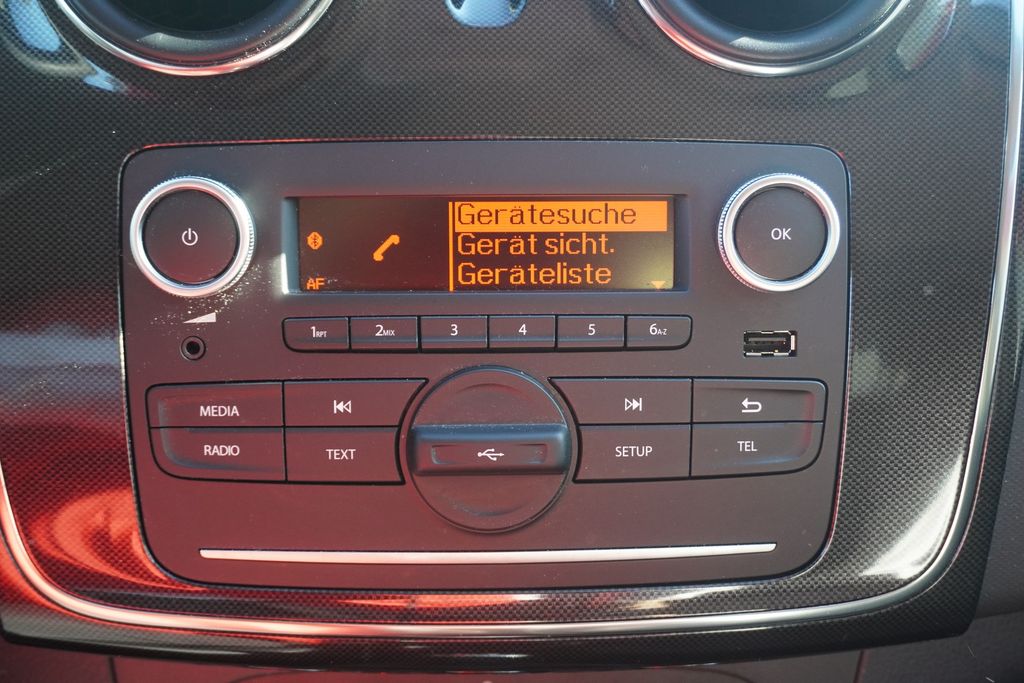 Gerätesuche
Gerät sicht.
Geräteliste
AF
OK
1RPT
2MIX
3
4
5
6A-Z
MEDIA
RADIO
TEXT
SETUP
TEL